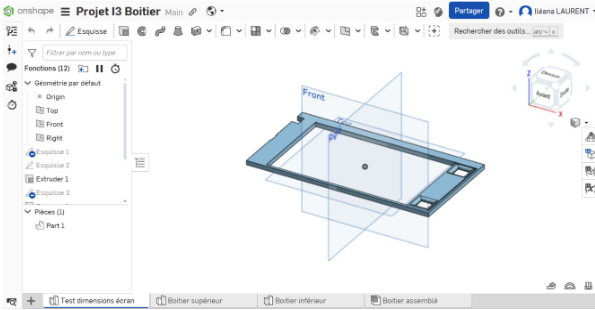 onshape Projet I3 Boitier Main Partager Iléana LAURENT
Esquisse Rechercher des outils... alt/⌥ c
Filtrer par nom ou type
Fonctions (12)
Géométrie par défaut
Origin
Top
Front
Right
Esquisse 1
Esquisse 2
Extruder 1
Esquisse 3
Pièces (1)
Part 1
Front
Z
Avant
X
Test dimensions écran Boitier supérieur Boitier inférieur Boitier assemblé